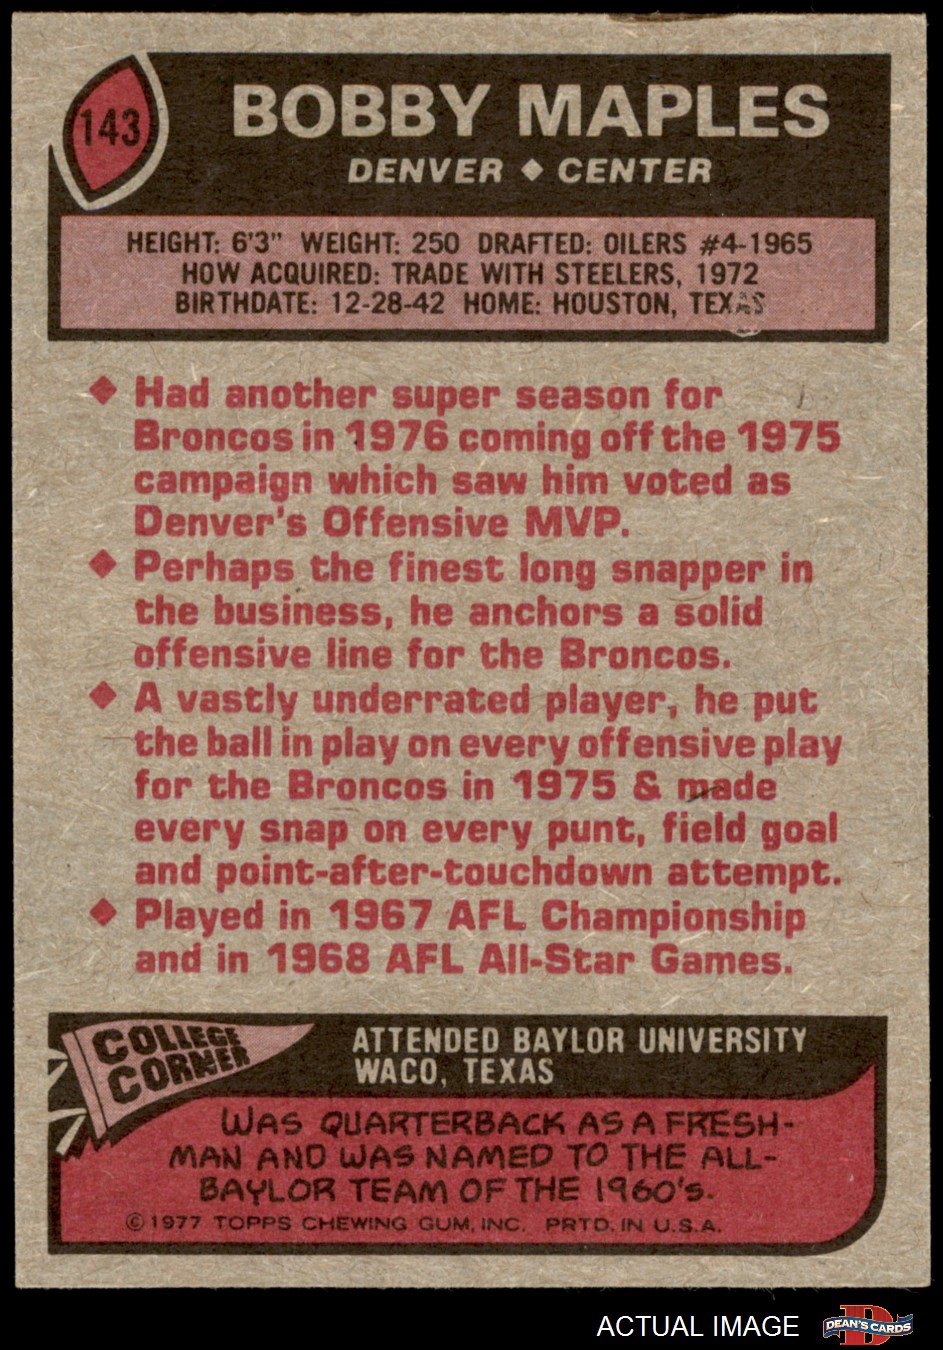 143
BOBBY MAPLES
DENVER ♦ CENTER
HEIGHT: 6'3" WEIGHT: 250 DRAFTED: OILERS #4-1965
HOW ACQUIRED: TRADE WITH STEELERS, 1972
BIRTHDATE: 12-28-42 HOME: HOUSTON, TEXAS
♦ Had another super season for
Broncos in 1976 coming off the 1975
campaign which saw him voted as
Denver's Offensive MVP.
♦ Perhaps the finest long snapper in
the business, he anchors a solid
offensive line for the Broncos.
♦ A vastly underrated player, he put
the ball in play on every offensive play
for the Broncos in 1975 & made
every snap on every punt, field goal
and point-after-touchdown attempt.
♦ Played in 1967 AFL Championship
and in 1968 AFL All-Star Games.
COLLEGE
CORNER
ATTENDED BAYLOR UNIVERSITY
WACO, TEXAS
WAS QUARTERBACK AS A FRESH-
MAN AND WAS NAMED TO THE ALL-
BAYLOR TEAM OF THE 1960'S.
© 1977 TOPPS CHEWING GUM, INC. PRTD. IN U.S.A.
ACTUAL IMAGE
D
DEAN'S CARDS